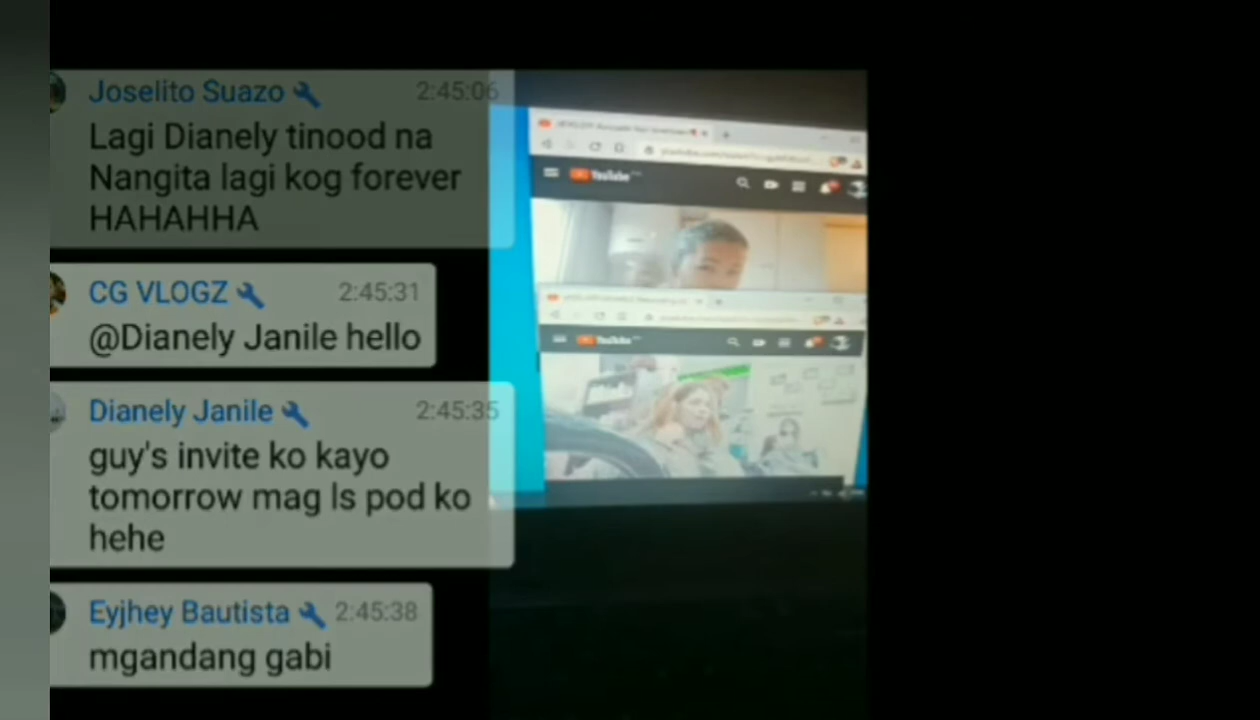 Joselito Suazo 2:45:06
Lagi Dianely tinood na
Nangita lagi kog forever
HAHAHHA
CG VLOGZ 2:45:31
@Dianely Janile hello
Dianely Janile 2:45:35
guy's invite ko kayo
tomorrow mag ls pod ko
hehe
Eyjhey Bautista 2:45:38
mgandang gabi
YouTube
YouTube